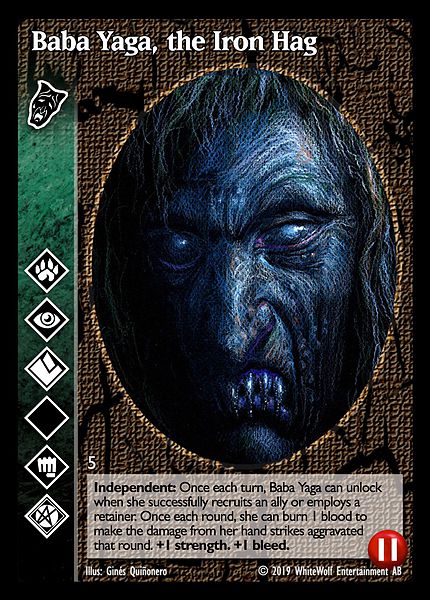 Baba Yaga, the Iron Hag
5
Independent: Once each turn, Baba Yaga can unlock
when she successfully recruits an ally or employs a
retainer. Once each round, she can burn 1 blood to
make the damage from her hand strikes aggravated
that round. +1 strength. +1 bleed.
11
Illus: Ginés Quiñonero
© 2019 WhiteWolf Entertainment AB